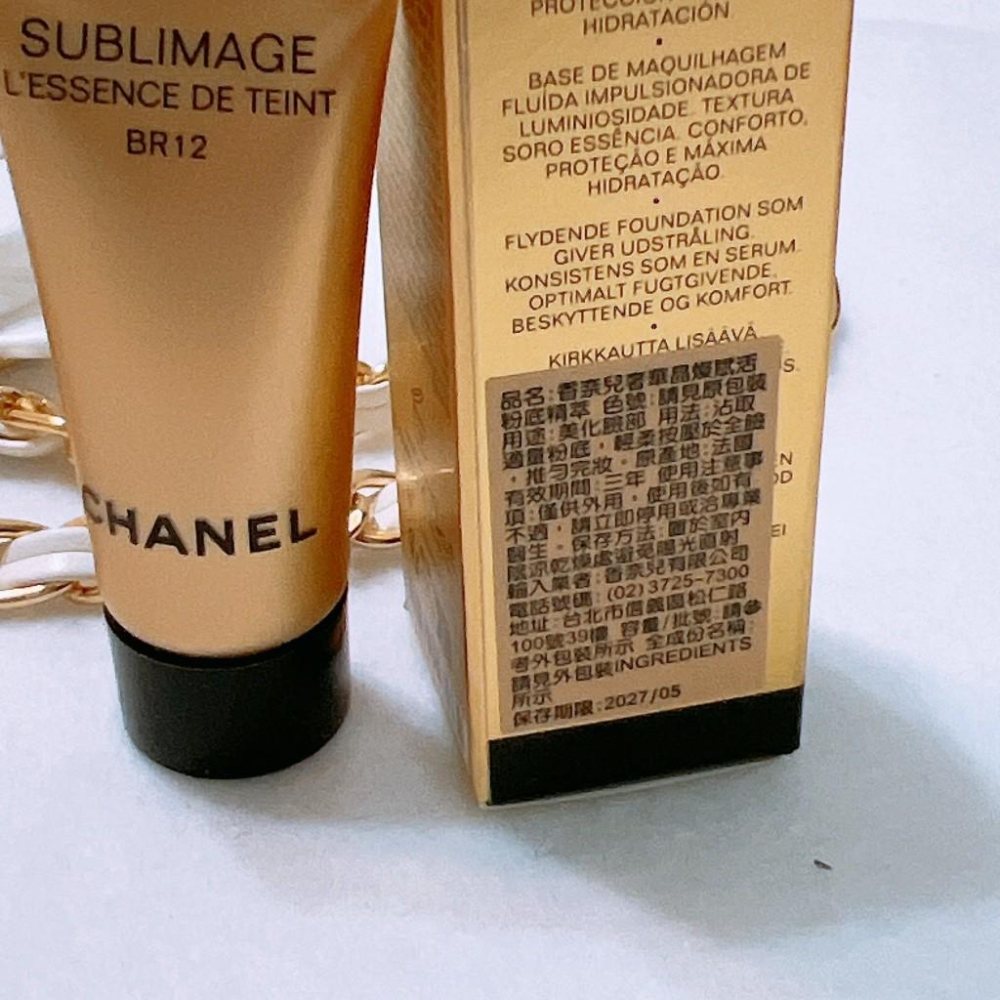 SUBLIMAGE
L'ESSENCE DE TEINT
BR12
CHANEL
HIDRATACIÓN
•
BASE DE MAQUILHAGEM
FLUÍDA IMPULSIONADORA DE
LUMINIOSIDADE. TEXTURA
SORO ESSÊNCIA. CONFORTO,
PROTEÇÃO E MÁXIMA
HIDRATAÇÃO.
•
FLYDENDE FOUNDATION SOM
GIVER UDSTRÅLING.
KONSISTENS SOM EN SERUM.
OPTIMALT FUGTGIVENDE,
BESKYTTENDE OG KOMFORT.
•
KIRKKAUTTA LISÄÄVÄ
品名:香奈兒奢華晶燦賦活
粉底精萃 色號:請見原包裝
用途:美化臉部 用法:沾取
適量粉底,輕柔按壓於全臉
,推勻完妝。原產地:法國
有效期間:三年 使用注意事
項:僅供外用。使用後如有
不適,請立即停用或洽專業
醫生。保存方法:置於室內
陰涼乾燥處避免陽光直射
輸入業者:香奈兒有限公司
電話號碼:(02)3725-7300
地址:台北市信義區松仁路
100號39樓 容量/批號:請參
考外包裝所示 全成份名稱:
請見外包裝INGREDIENTS
所示
保存期限:2027/05